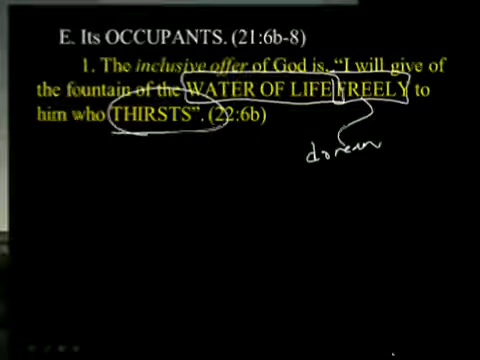 E. Its OCCUPANTS. (21:6b-8)
1. The inclusive offer of God is, “I will give of
the fountain of the WATER OF LIFE FREELY to
him who THIRSTS”. (22:6b)
dorean